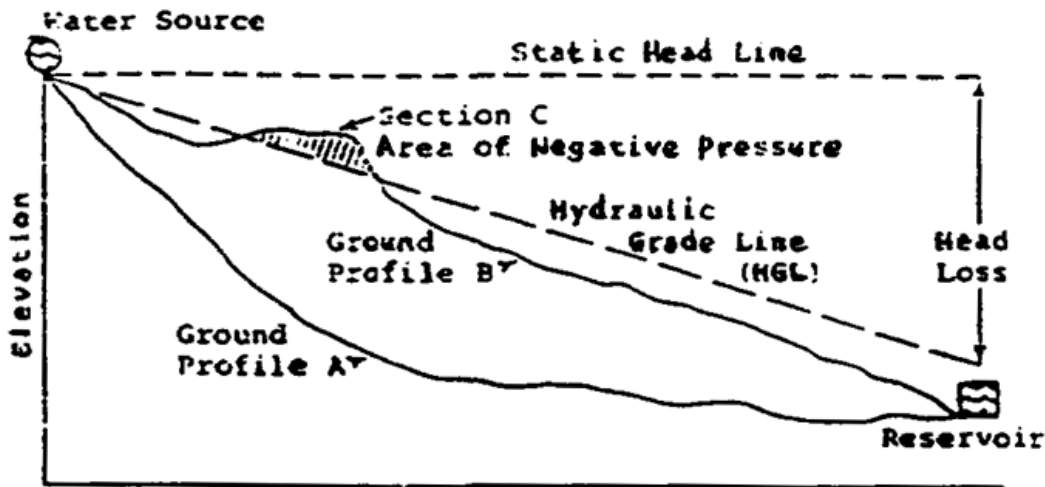 Water Source
Static Head Line
Section C
Area of Negative Pressure
Hydraulic
Grade Line
(HGL)
Head
Loss
Ground
Profile B
Ground
Profile A
Elevation
Reservoir